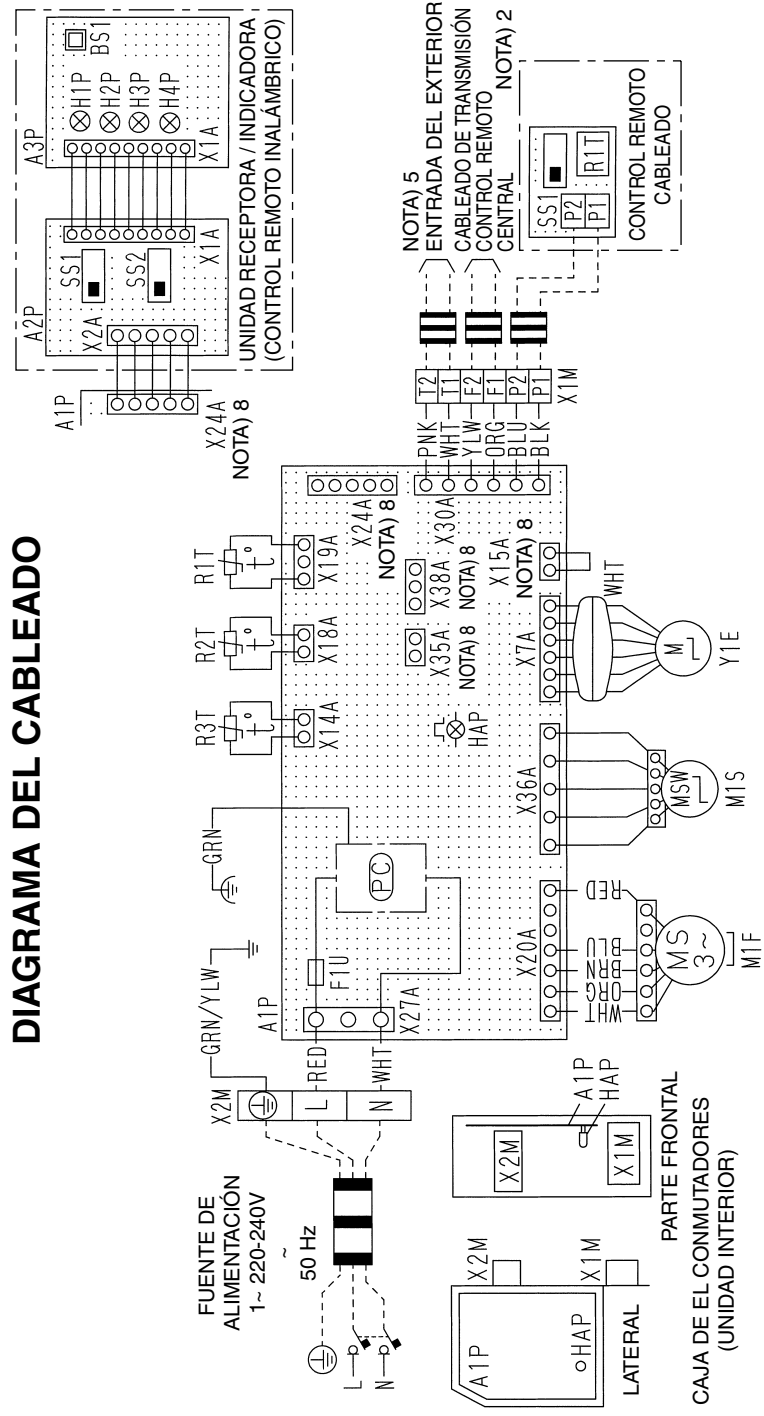 DIAGRAMA DEL CABLEADO
FUENTE DE
ALIMENTACIÓN
1~ 220-240V
~
50 Hz
L
N
X2M
L
N
GRN/YLW
GRN
RED
WHT
A1P
X27A
F1U
PC
R3T
t°
X14A
R2T
t°
X18A
R1T
t°
X19A
HAP
X35A
NOTA) 8
X38A
NOTA) 8
X24A
NOTA) 8
X30A
X15A
NOTA) 8
X20A
X36A
X7A
WHT
ORG
BRN
BLU
RED
MS
3~
M1F
MSW
M1S
M
Y1E
WHT
PNK
WHT
YLW
ORG
BLU
BLK
T2
T1
F2
F1
P2
P1
X1M
NOTA) 5
ENTRADA DEL EXTERIOR
CABLEADO DE TRANSMISIÓN
CONTROL REMOTO
CENTRAL
NOTA) 2
SS1
P2
P1
R1T
CONTROL REMOTO
CABLEADO
A1P
X24A
NOTA) 8
A2P
X2A
SS1
SS2
X1A
A3P
X1A
H1P
H2P
H3P
H4P
BS1
UNIDAD RECEPTORA / INDICADORA
(CONTROL REMOTO INALÁMBRICO)
A1P
HAP
X2M
X1M
LATERAL
X2M
X1M
A1P
HAP
PARTE FRONTAL
CAJA DE EL CONMUTADORES
(UNIDAD INTERIOR)